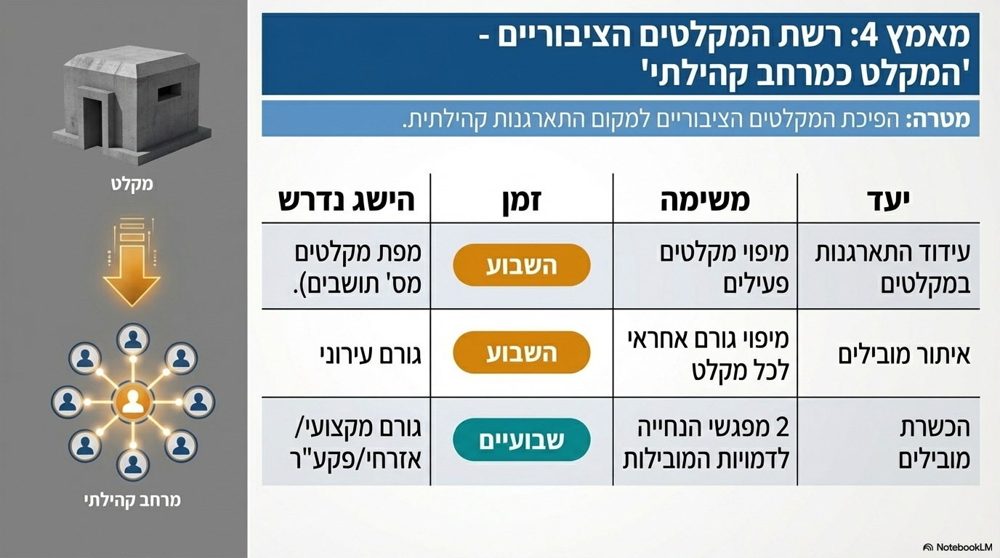 מאמץ 4: רשת המקלטים הציבוריים -
'המקלט כמרחב קהילתי'
מטרה: הפיכת המקלטים הציבוריים למקום התארגנות קהילתית.
יעד
משימה
זמן
הישג נדרש
עידוד התארגנות
במקלטים
מיפוי מקלטים
פעילים
השבוע
מפת מקלטים
מס' תושבים).
איתור מובילים
מיפוי גורם אחראי
לכל מקלט
השבוע
גורם עירוני
הכשרת
מובילים
2 מפגשי הנחייה
לדמויות המובילות
שבועיים
גורם מקצועי/
אזרחי/פקע"ר
מקלט
מרחב קהילתי
NotebookLM